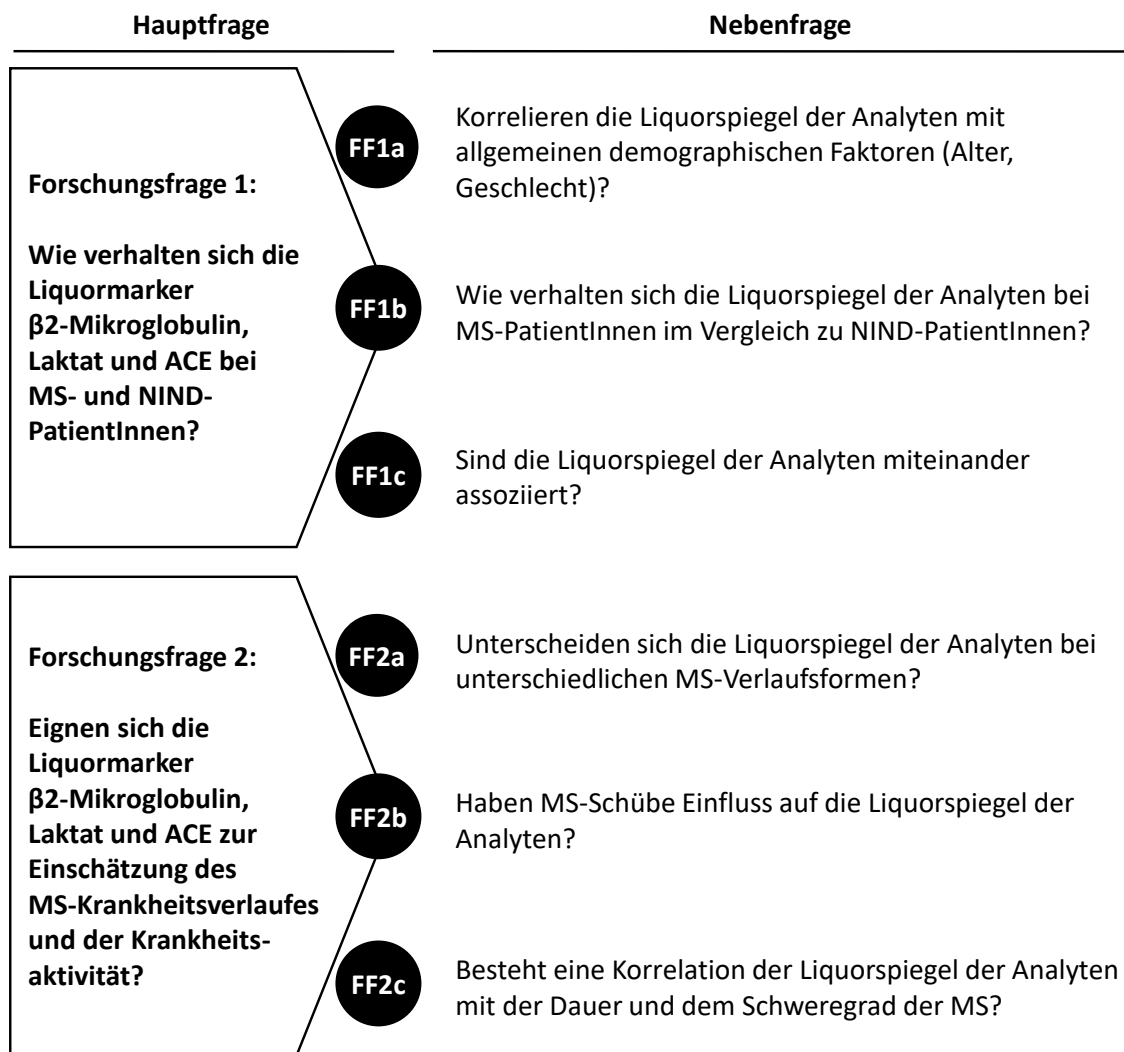 Hauptfrage
Nebenfrage
Forschungsfrage 1:
Wie verhalten sich die
Liquormarker
β2-Mikroglobulin,
Laktat und ACE bei
MS- und NIND-
PatientInnen?
FF1a
Korrelieren die Liquorspiegel der Analyten mit
allgemeinen demographischen Faktoren (Alter,
Geschlecht)?
FF1b
Wie verhalten sich die Liquorspiegel der Analyten bei
MS-PatientInnen im Vergleich zu NIND-PatientInnen?
FF1c
Sind die Liquorspiegel der Analyten miteinander
assoziiert?
Forschungsfrage 2:
Eignen sich die
Liquormarker
β2-Mikroglobulin,
Laktat und ACE zur
Einschätzung des
MS-Krankheitsverlaufes
und der Krankheits-
aktivität?
FF2a
Unterscheiden sich die Liquorspiegel der Analyten bei
unterschiedlichen MS-Verlaufsformen?
FF2b
Haben MS-Schübe Einfluss auf die Liquorspiegel der
Analyten?
FF2c
Besteht eine Korrelation der Liquorspiegel der Analyten
mit der Dauer und dem Schweregrad der MS?